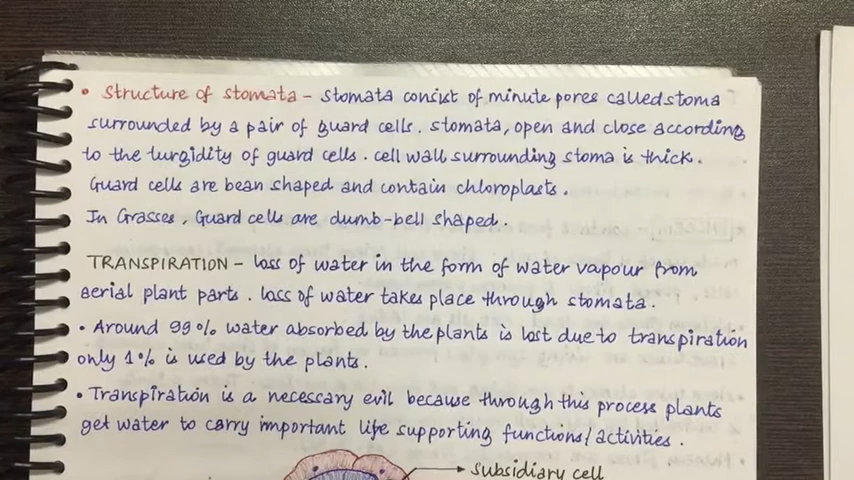 • Structure of stomata - Stomata consist of minute pores called stoma
surrounded by a pair of guard cells. stomata, open and close according
to the turgidity of guard cells. cell wall surrounding stoma is thick.
Guard cells are bean shaped and contain chloroplasts.
In Grasses, Guard cells are dumb-bell shaped.
TRANSPIRATION - loss of water in the form of water vapour from
aerial plant parts. loss of water takes place through stomata.
• Around 99% water absorbed by the plants is lost due to transpiration
only 1% is used by the plants.
• Transpiration is a necessary evil because through this process plants
get water to carry important life supporting functions/activities.
Subsidiary cell